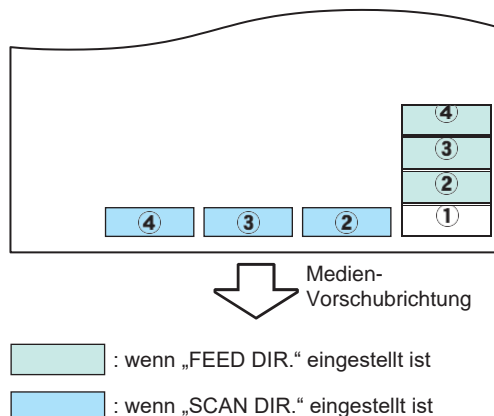 ④
③
②
④ ③ ② ①
Medien-
Vorschubrichtung
: wenn „FEED DIR.“ eingestellt ist
: wenn „SCAN DIR.“ eingestellt ist